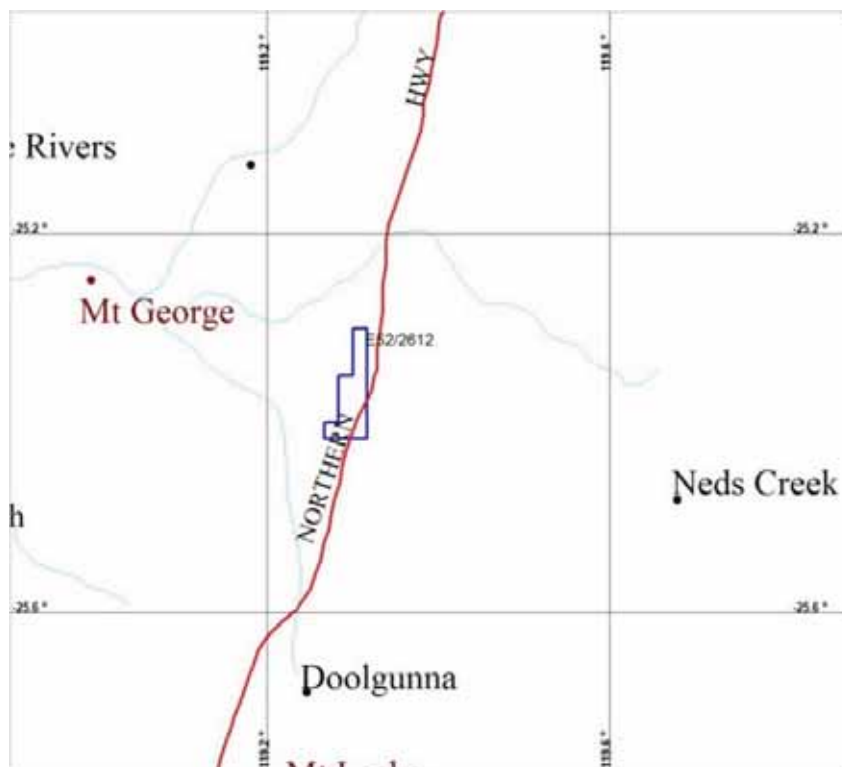 119.2°
119.6°
HWY
e Rivers
-25.2°
-25.2°
Mt George
E52/2612
NORTHERN
Neds Creek
h
-25.6°
-25.6°
Doolgunna
119.2°
119.6°